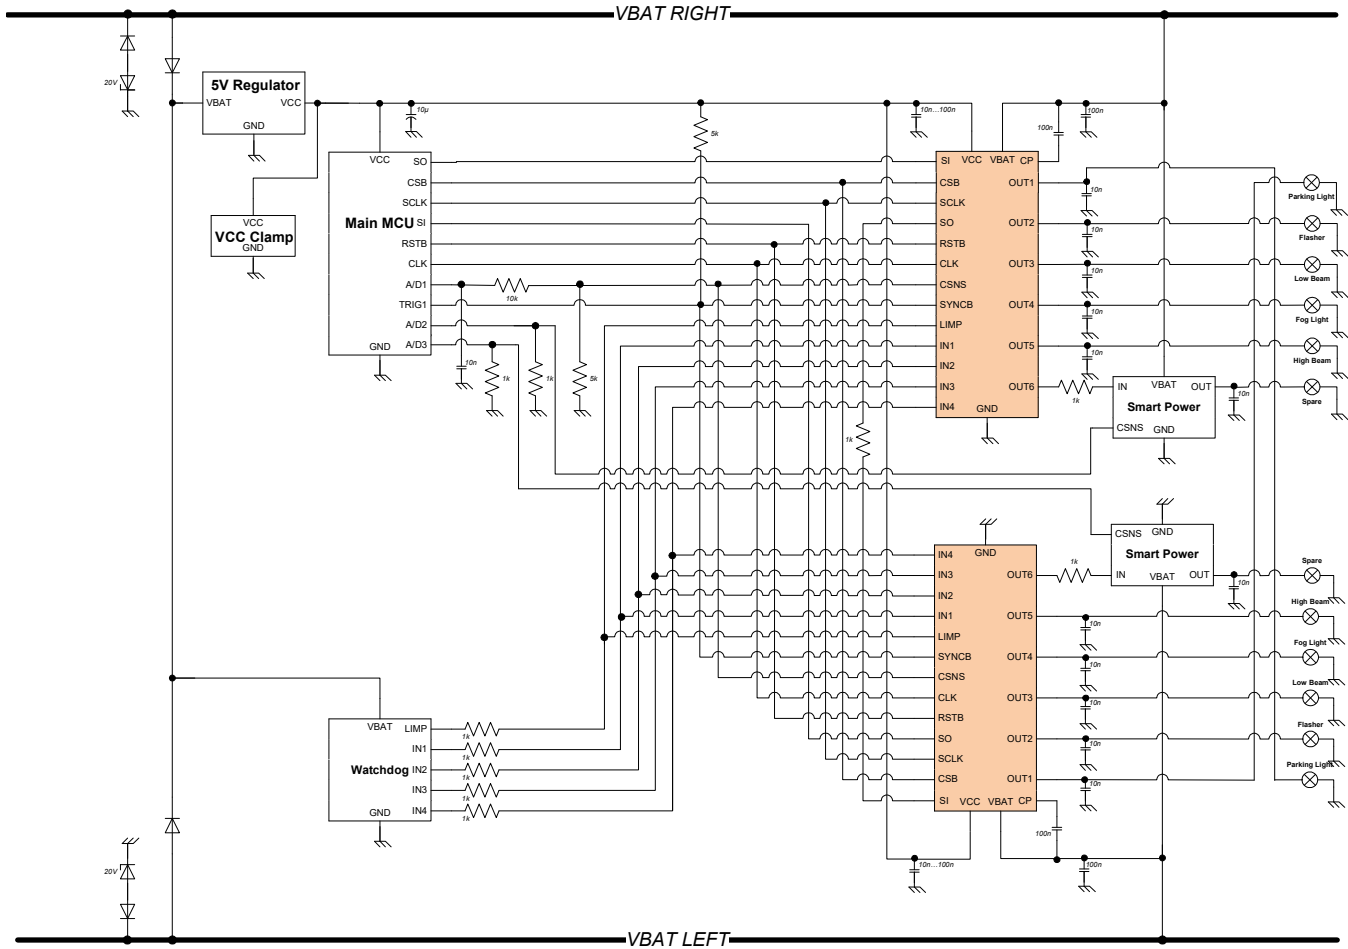 VBAT RIGHT
20V
5V Regulator
VBAT
VCC
GND
VCC
VCC Clamp
GND
10µ
5k
10n...100n
100n
100n
VCC
Main MCU
SO
CSB
SCLK
SI
RSTB
CLK
A/D1
TRIG1
A/D2
A/D3
GND
10k
10n
1k
1k
5k
SI
VCC
VBAT
CP
CSB
SCLK
SO
RSTB
CLK
CSNS
SYNCB
LIMP
IN1
IN2
IN3
IN4
GND
OUT1
OUT2
OUT3
OUT4
OUT5
OUT6
10n
10n
10n
10n
10n
1k
1k
IN
VBAT
OUT
Smart Power
CSNS
GND
10n
Parking Light
Flasher
Low Beam
Fog Light
High Beam
Spare
CSNS
GND
Smart Power
IN
VBAT
OUT
10n
1k
GND
IN4
IN3
IN2
IN1
LIMP
SYNCB
CSNS
CLK
RSTB
SO
SCLK
CSB
SI
VCC
VBAT
CP
OUT6
OUT5
OUT4
OUT3
OUT2
OUT1
10n
10n
10n
10n
10n
Spare
High Beam
Fog Light
Low Beam
Flasher
Parking Light
VBAT
Watchdog
LIMP
IN1
IN2
IN3
IN4
GND
1k
1k
1k
1k
1k
10n...100n
100n
100n
20V
VBAT LEFT